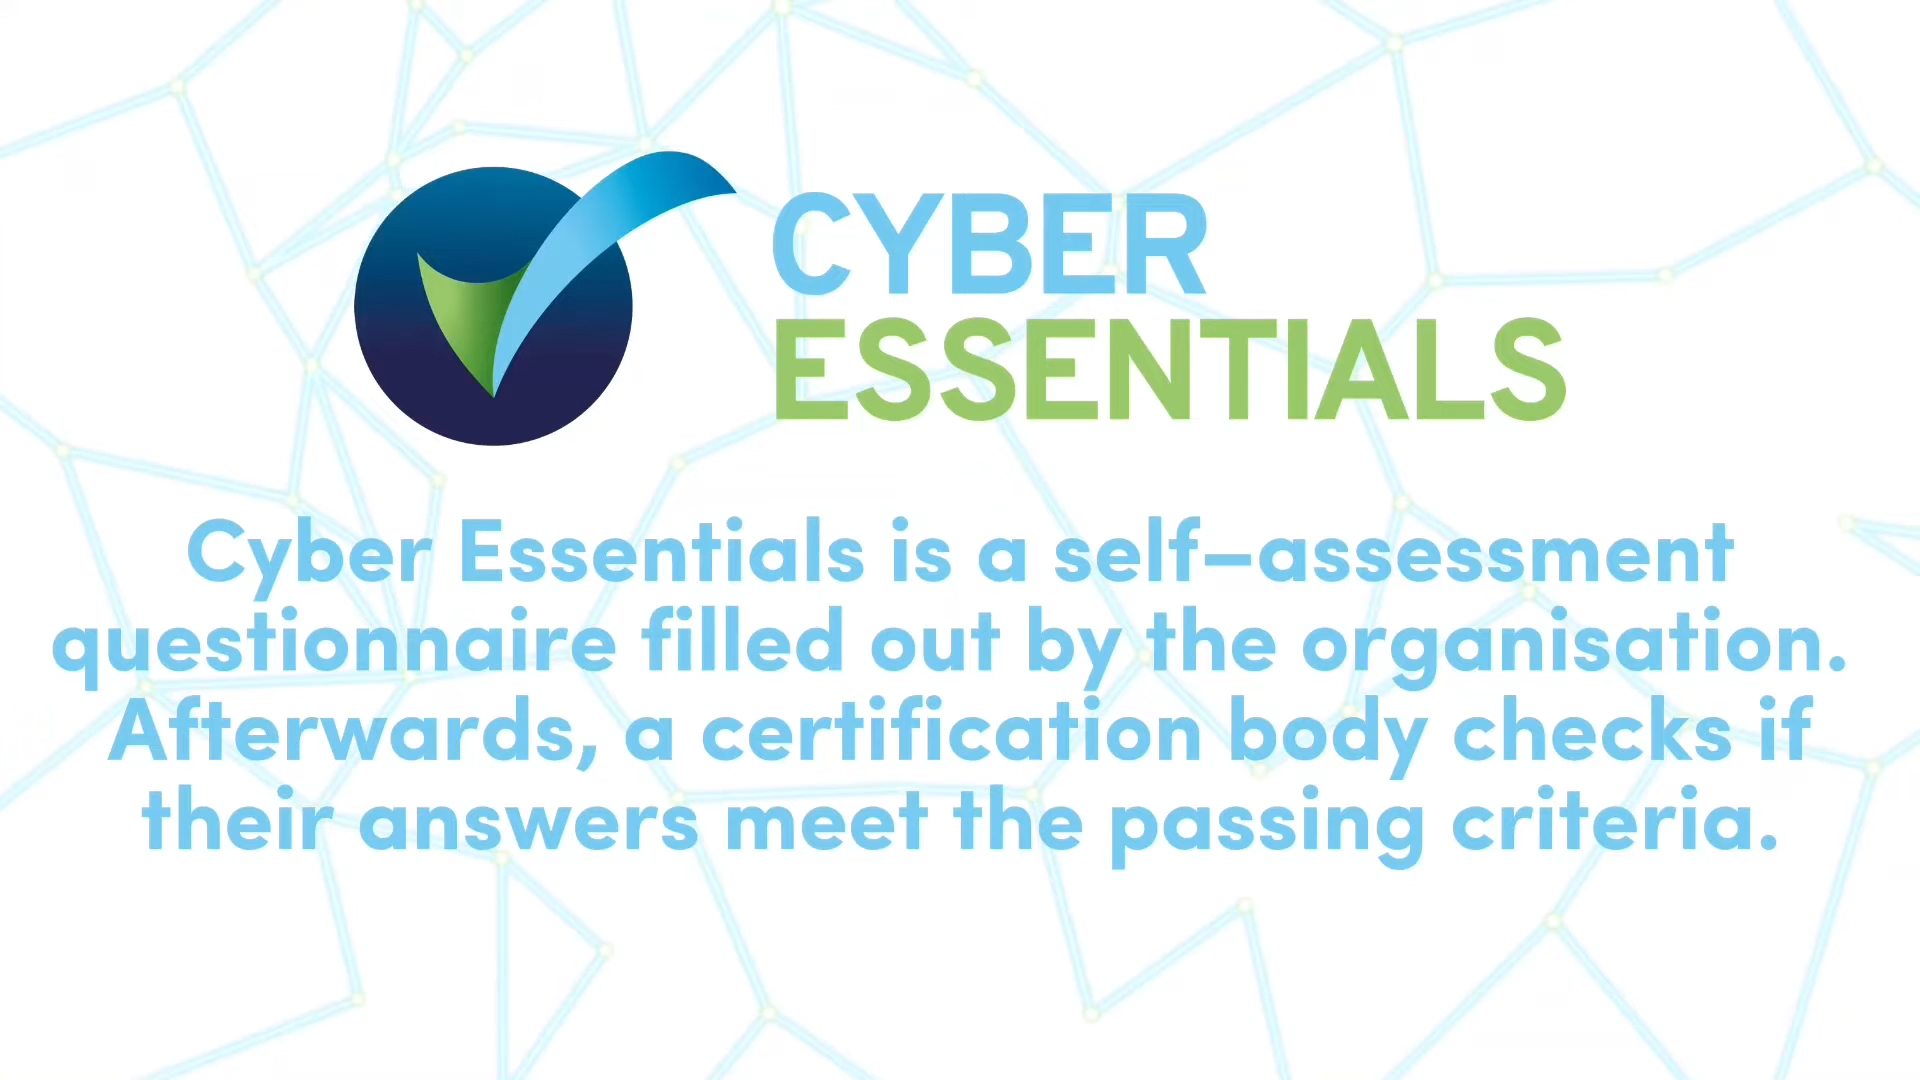 CYBER
ESSENTIALS
Cyber Essentials is a self–assessment
questionnaire filled out by the organisation.
Afterwards, a certification body checks if
their answers meet the passing criteria.